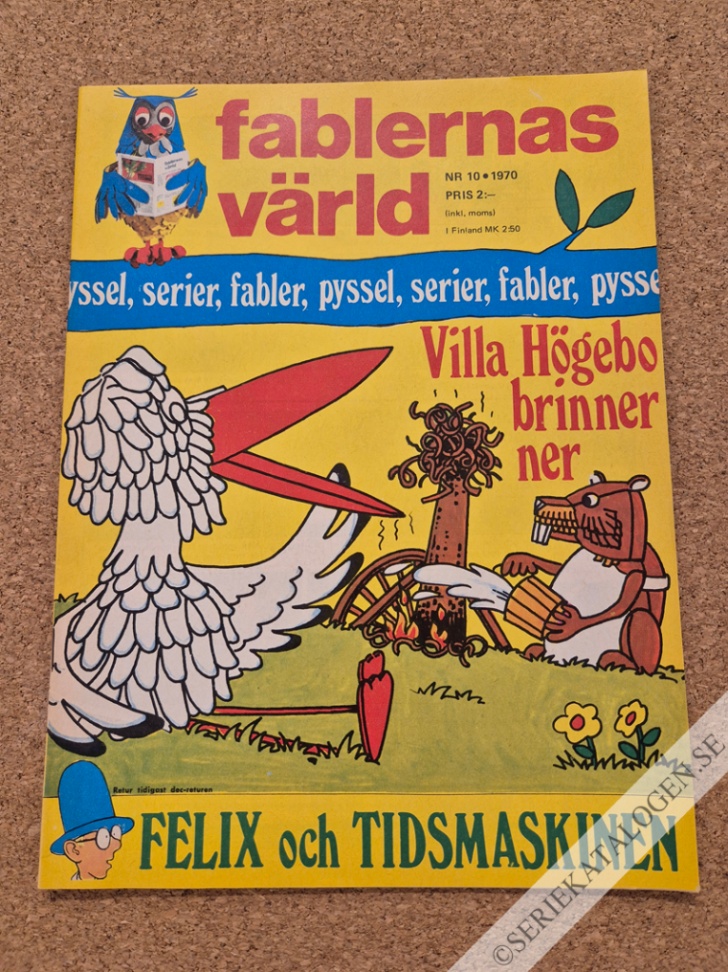 fablernas
värld
NR 10 • 1970
PRIS 2:–
(inkl. moms)
I Finland MK 2:50
yssel, serier, fabler, pyssel, serier, fabler, pysse
Villa Högebo
brinner
ner
Retur tidigast dec-returen
FELIX och TIDSMASKINEN
©SERIEKATALOGEN.SE